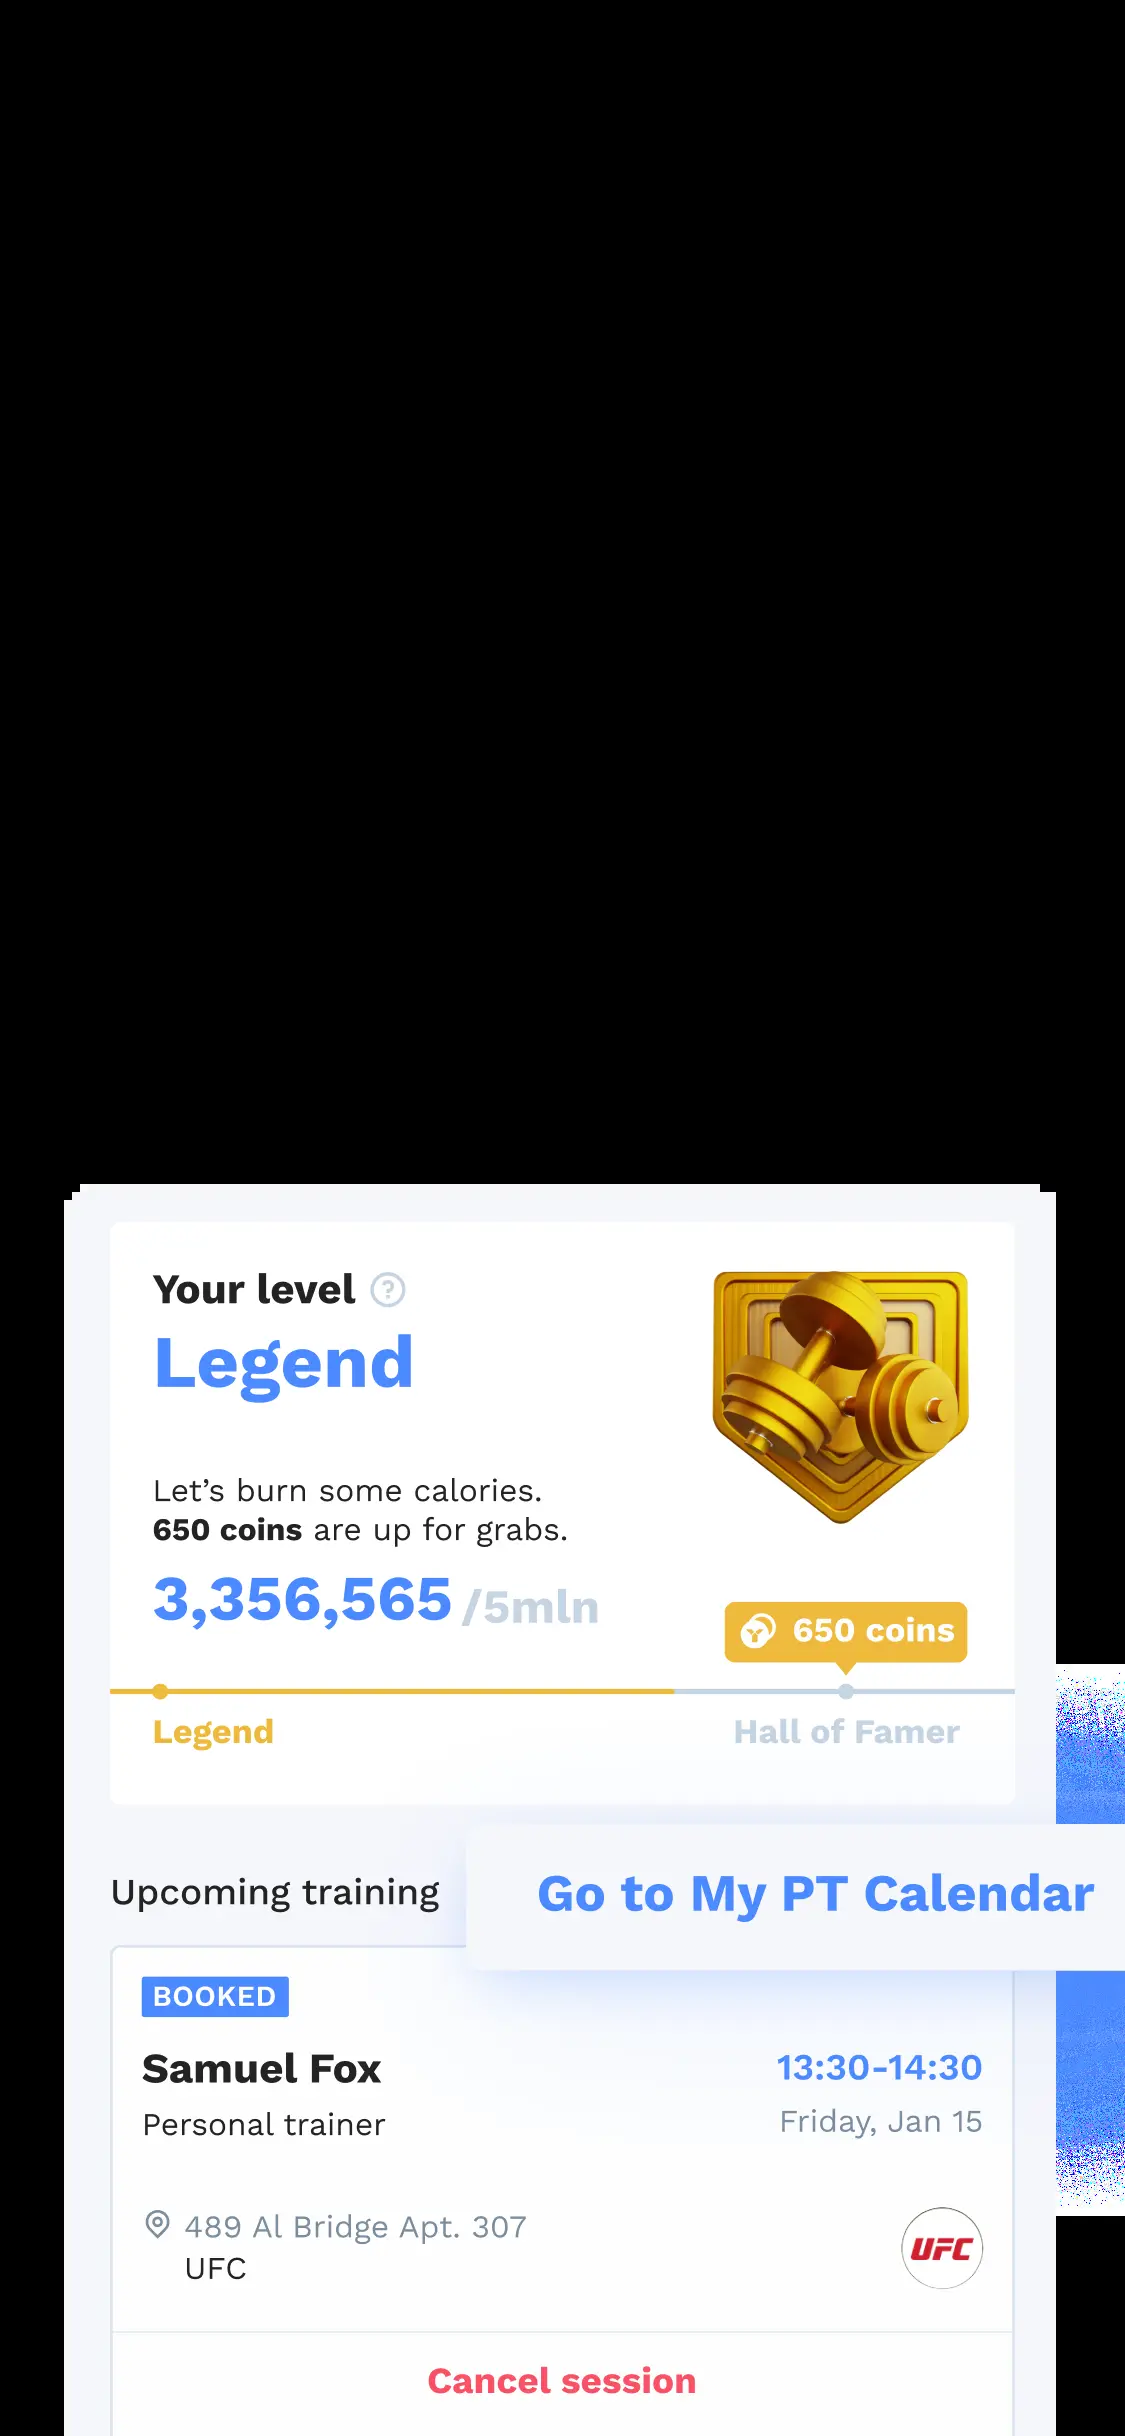 Your level
Legend
Let’s burn some calories.
650 coins are up for grabs.
3,356,565 /5mln
650 coins
Legend
Hall of Famer
Upcoming training
Go to My PT Calendar
BOOKED
Samuel Fox
13:30-14:30
Personal trainer
Friday, Jan 15
489 Al Bridge Apt. 307
UFC
UFC
Cancel session